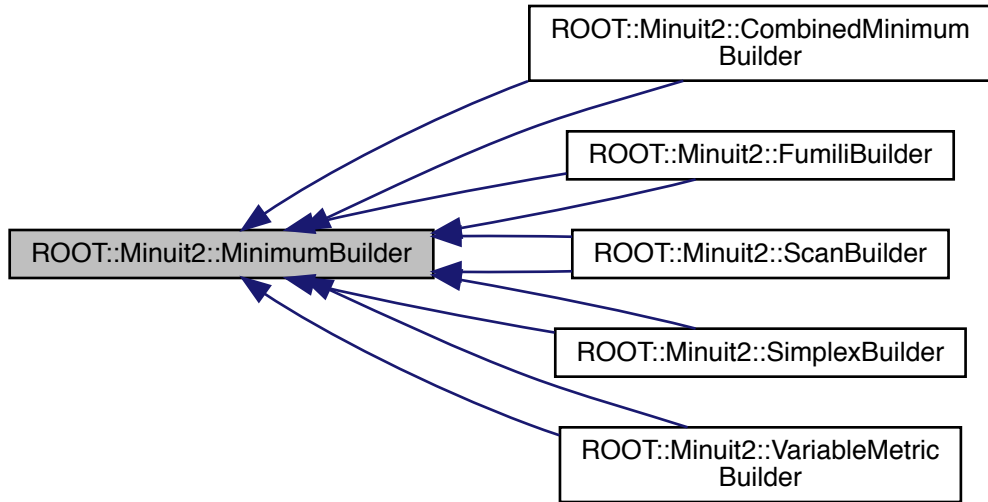 ROOT::Minuit2::CombinedMinimum
Builder
ROOT::Minuit2::FumiliBuilder
ROOT::Minuit2::MinimumBuilder
ROOT::Minuit2::ScanBuilder
ROOT::Minuit2::SimplexBuilder
ROOT::Minuit2::VariableMetric
Builder